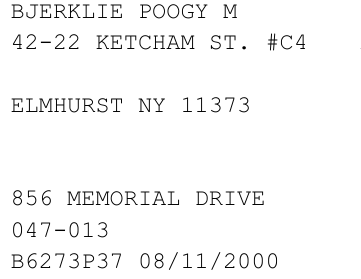 BJERKLIE POOGY M
42-22 KETCHAM ST. #C4
ELMHURST NY 11373
856 MEMORIAL DRIVE
047-013
B6273P37 08/11/2000